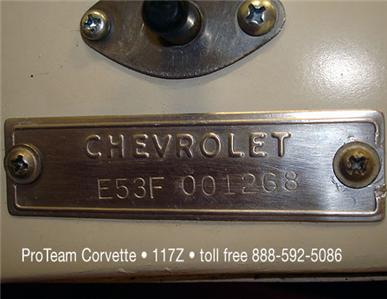 CHEVROLET
E53F 001268
ProTeam Corvette • 117Z • toll free 888-592-5086